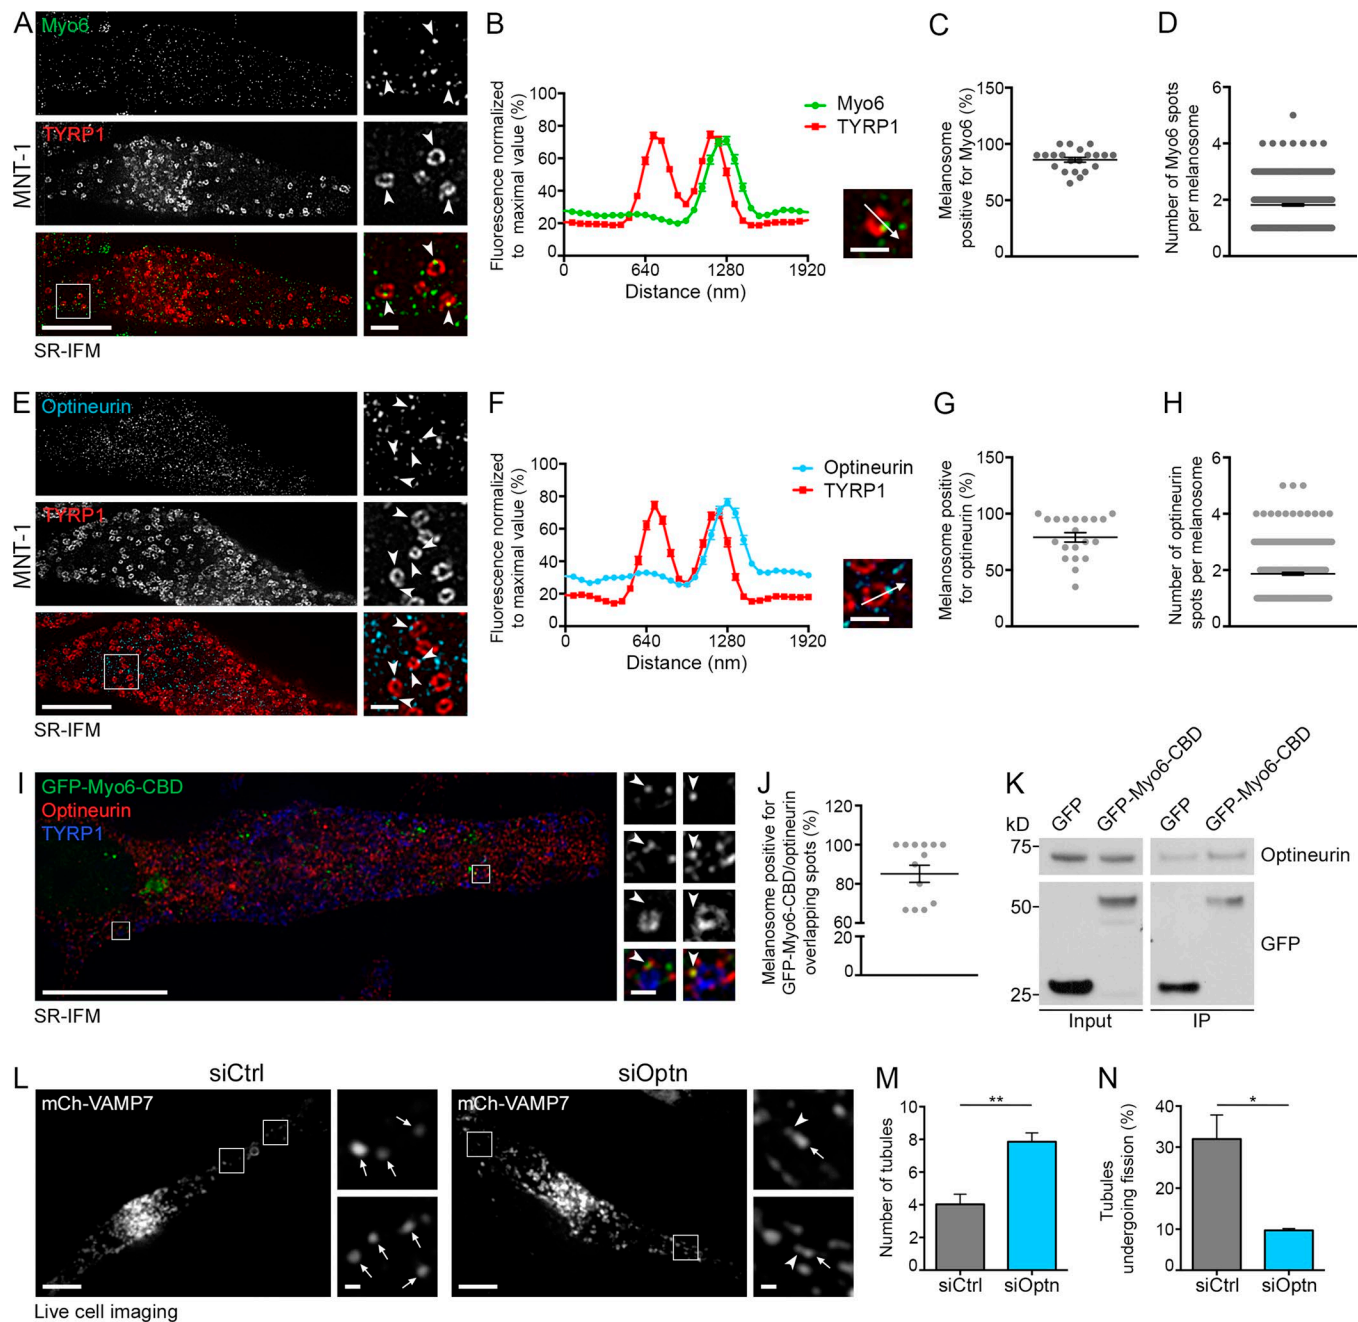 A
Myo6
TYRP1
MNT-1
SR-IFM
B
Fluorescence normalized
to maximal value (%)
100
80
60
40
20
0
0 640 1280 1920
Distance (nm)
Myo6
TYRP1
C
Melanosome
positive for Myo6 (%)
150
100
50
0
D
Number of Myo6 spots
per melanosome
6
4
2
0
E
Optineurin
TYRP1
MNT-1
SR-IFM
F
Fluorescence normalized
to maximal value (%)
100
80
60
40
20
0
0 640 1280 1920
Distance (nm)
Optineurin
TYRP1
G
Melanosome positive
for optineurin (%)
150
100
50
0
H
Number of optineurin
spots per melanosome
6
4
2
0
I
GFP-Myo6-CBD
Optineurin
TYRP1
SR-IFM
J
Melanosome positive for
GFP-Myo6-CBD/optineurin
overlapping spots (%)
120
100
80
60
20
0
K
GFP
GFP-Myo6-CBD
GFP
GFP-Myo6-CBD
kD
75
50
25
Optineurin
GFP
Input IP
L
siCtrl siOptn
mCh-VAMP7 mCh-VAMP7
Live cell imaging
M
Number of tubules
10
8
6
4
2
0
**
siCtrl siOptn
N
Tubules
undergoing fission (%)
40
30
20
10
0
*
siCtrl siOptn